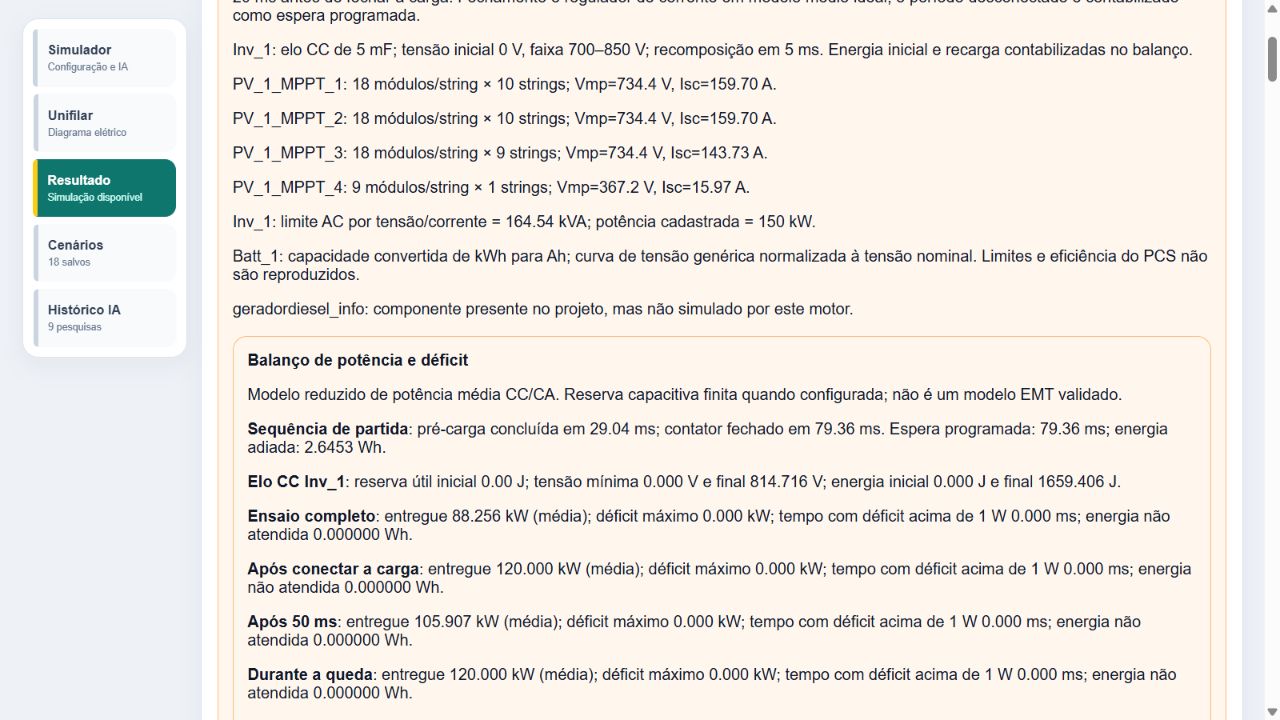 Simulador
Configuração e IA
Unifilar
Diagrama elétrico
Resultado
Simulação disponível
Cenários
18 salvos
Histórico IA
9 pesquisas
como espera programada.
Inv_1: elo CC de 5 mF; tensão inicial 0 V, faixa 700–850 V; recomposição em 5 ms. Energia inicial e recarga contabilizadas no balanço.
PV_1_MPPT_1: 18 módulos/string × 10 strings; Vmp=734.4 V, Isc=159.70 A.
PV_1_MPPT_2: 18 módulos/string × 10 strings; Vmp=734.4 V, Isc=159.70 A.
PV_1_MPPT_3: 18 módulos/string × 9 strings; Vmp=734.4 V, Isc=143.73 A.
PV_1_MPPT_4: 9 módulos/string × 1 strings; Vmp=367.2 V, Isc=15.97 A.
Inv_1: limite AC por tensão/corrente = 164.54 kVA; potência cadastrada = 150 kW.
Batt_1: capacidade convertida de kWh para Ah; curva de tensão genérica normalizada à tensão nominal. Limites e eficiência do PCS não
são reproduzidos.
geradordiesel_info: componente presente no projeto, mas não simulado por este motor.
Balanço de potência e déficit
Modelo reduzido de potência média CC/CA. Reserva capacitiva finita quando configurada; não é um modelo EMT validado.
Sequência de partida: pré-carga concluída em 29.04 ms; contator fechado em 79.36 ms. Espera programada: 79.36 ms; energia
adiada: 2.6453 Wh.
Elo CC Inv_1: reserva útil inicial 0.00 J; tensão mínima 0.000 V e final 814.716 V; energia inicial 0.000 J e final 1659.406 J.
Ensaio completo: entregue 88.256 kW (média); déficit máximo 0.000 kW; tempo com déficit acima de 1 W 0.000 ms; energia não
atendida 0.000000 Wh.
Após conectar a carga: entregue 120.000 kW (média); déficit máximo 0.000 kW; tempo com déficit acima de 1 W 0.000 ms; energia
não atendida 0.000000 Wh.
Após 50 ms: entregue 105.907 kW (média); déficit máximo 0.000 kW; tempo com déficit acima de 1 W 0.000 ms; energia não
atendida 0.000000 Wh.
Durante a queda: entregue 120.000 kW (média); déficit máximo 0.000 kW; tempo com déficit acima de 1 W 0.000 ms; energia não
atendida 0.000000 Wh.